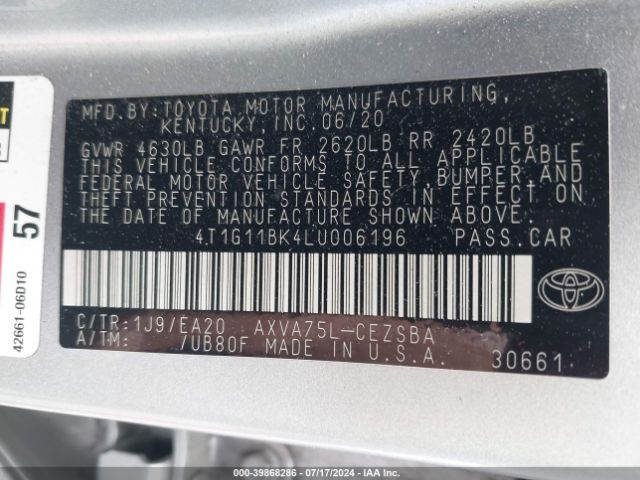 MFD.BY:TOYOTA MOTOR MANUFACTURING,
KENTUCKY,INC.06/20
GVWR 4630LB GAWR FR 2620LB RR 2420LB
THIS VEHICLE CONFORMS TO ALL APPLICABLE
FEDERAL MOTOR VEHICLE SAFETY,BUMPER,AND
THEFT PREVENTION STANDARDS IN EFFECT ON
THE DATE OF MANUFACTURE SHOWN ABOVE.
4T1G11BK4LU006196 PASS.CAR
C/TR:1J9/EA20 AXVA75L-CEZSBA
A/TM: /UB80F MADE IN U.S.A. 30661
57
42661-06D10
IMAGE: 000-39868286 - 07/17/2024 - IAA Inc.